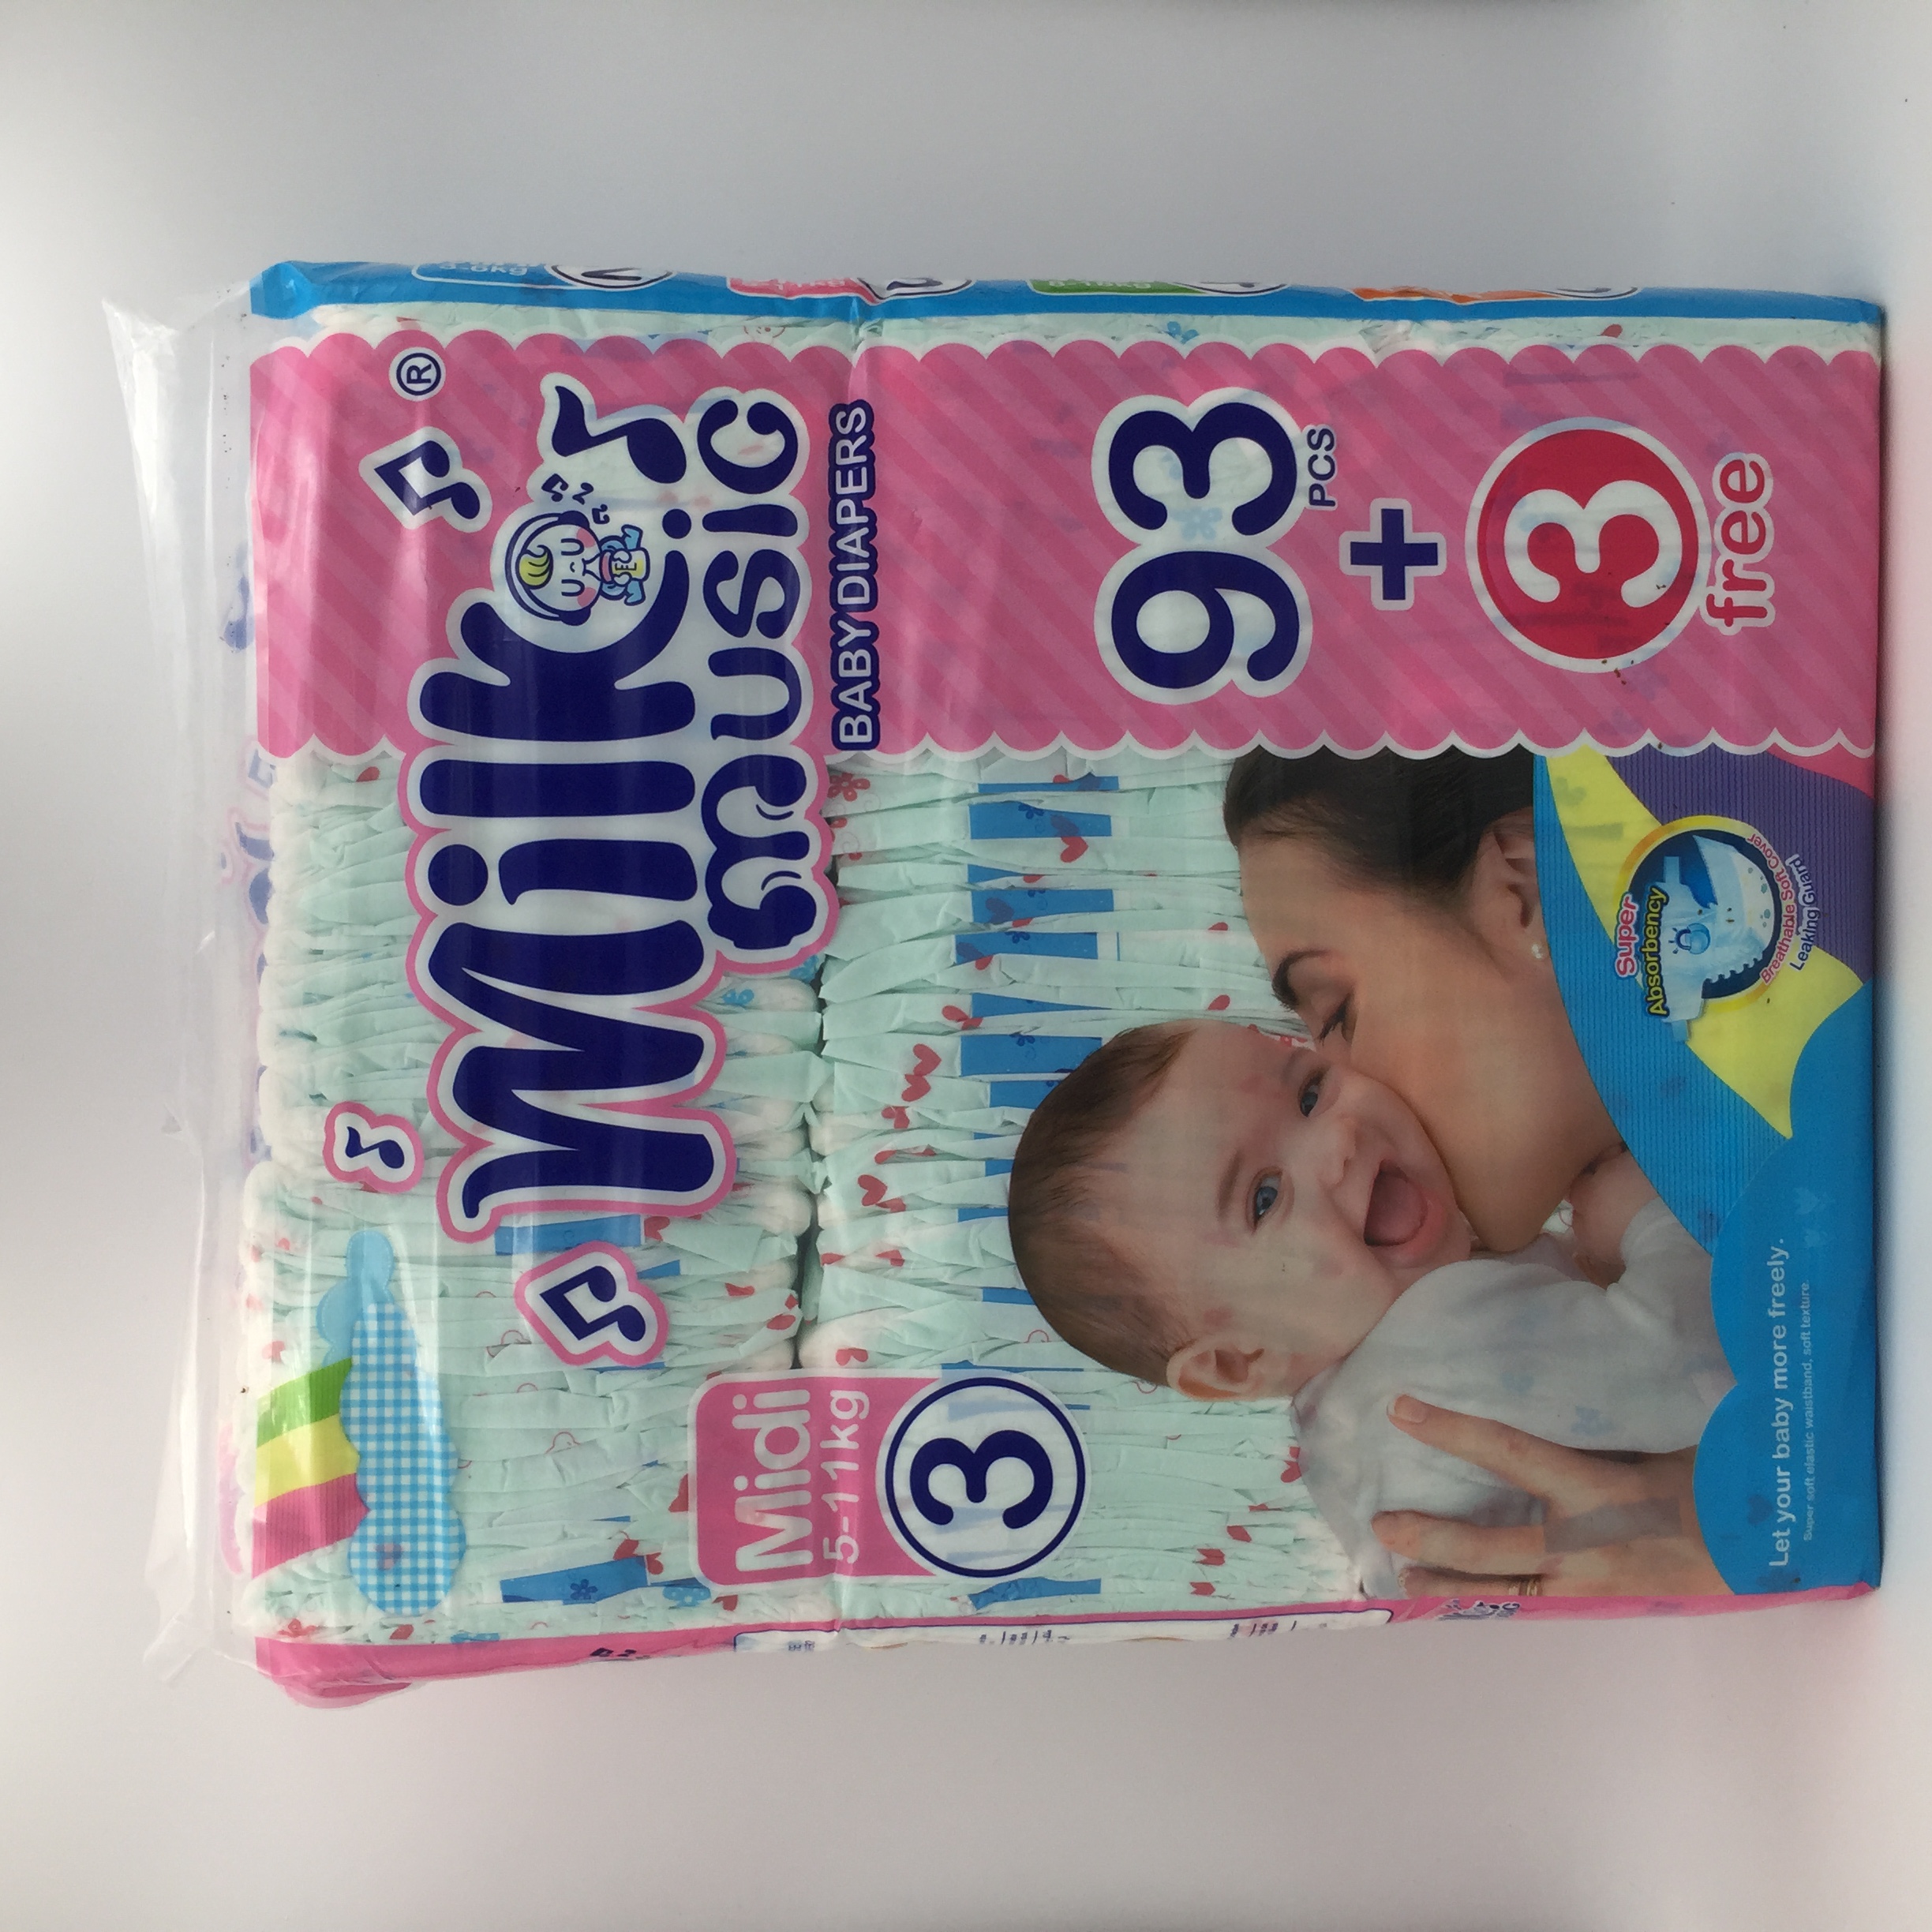 Milk
music
®
BABY DIAPERS
Midi
5-11kg
3
93
PCS
+
3
free
Super
Absorbency
Breathable Soft Cover
Leaking Guard!
Let your baby more freely.
Super soft elastic waistband, soft texture